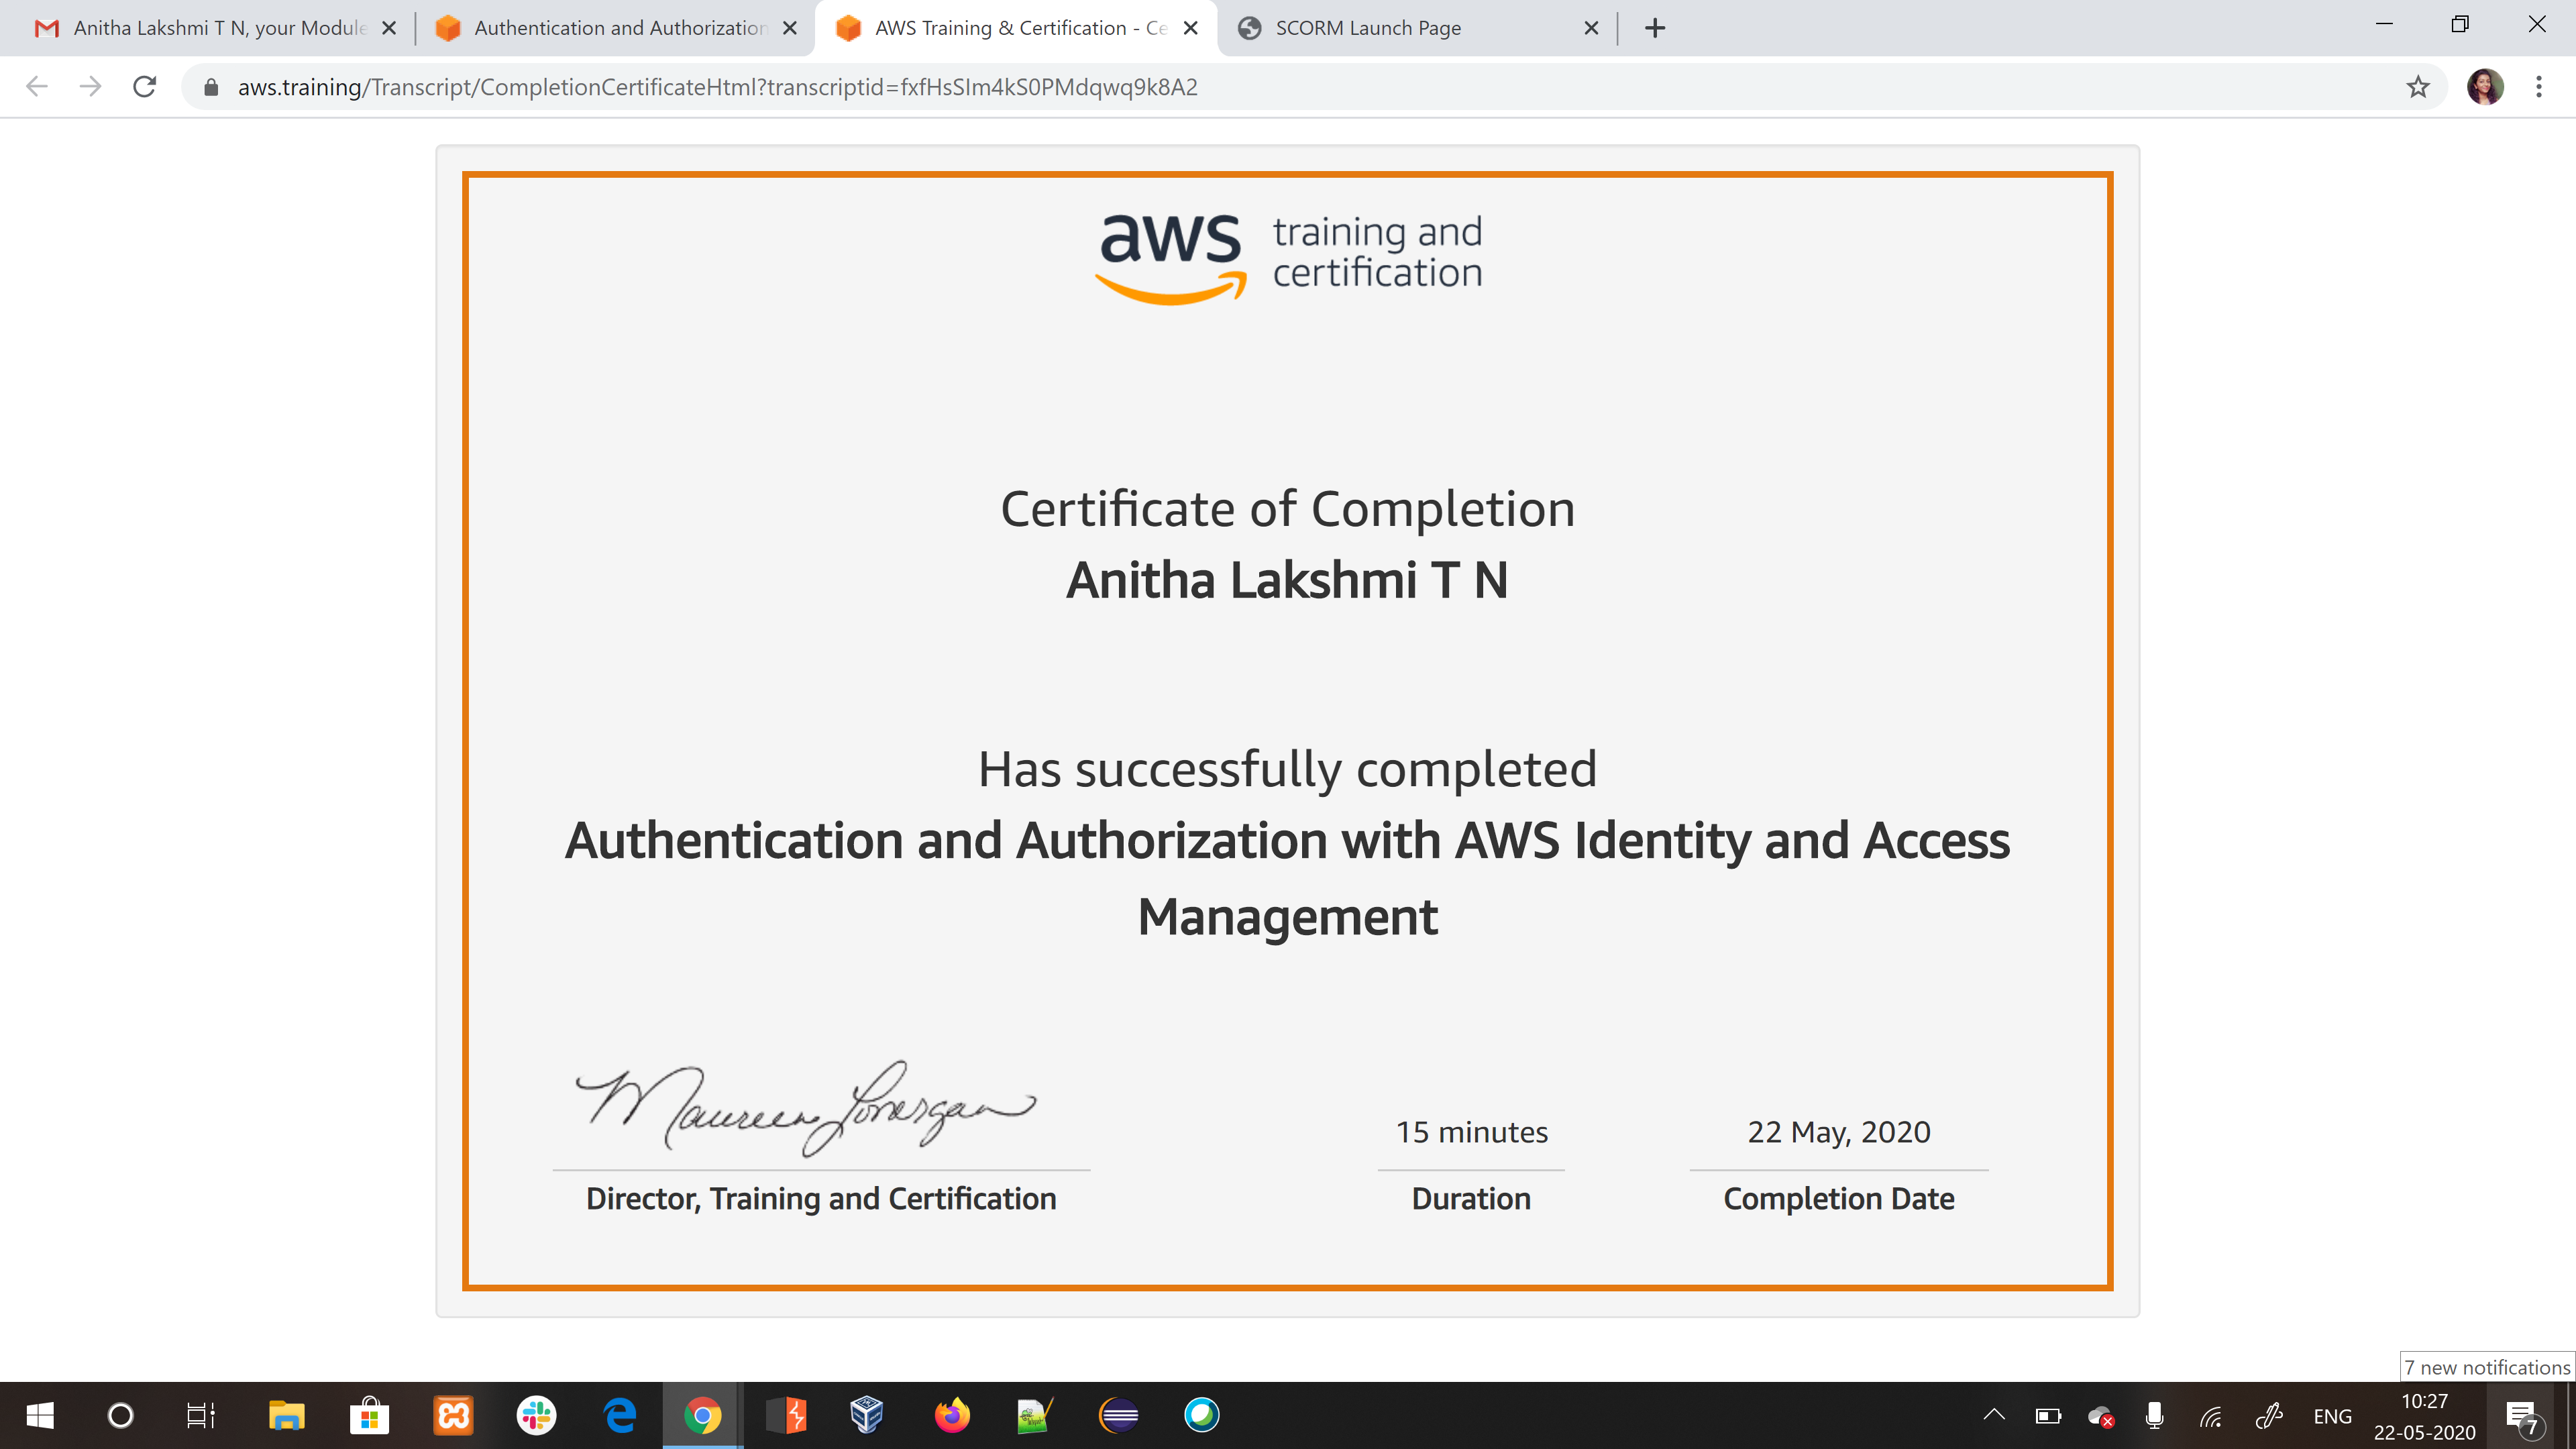 Anitha Lakshmi T N, your Module
Authentication and Authorization
AWS Training & Certification - Ce
SCORM Launch Page
aws.training/Transcript/CompletionCertificateHtml?transcriptid=fxfHsSIm4kS0PMdqwq9k8A2
aws training and
certification
Certificate of Completion
Anitha Lakshmi T N
Has successfully completed
Authentication and Authorization with AWS Identity and Access
Management
Maureen Lonergan
15 minutes
22 May, 2020
Director, Training and Certification
Duration
Completion Date
7 new notifications
ENG
10:27
22-05-2020
7